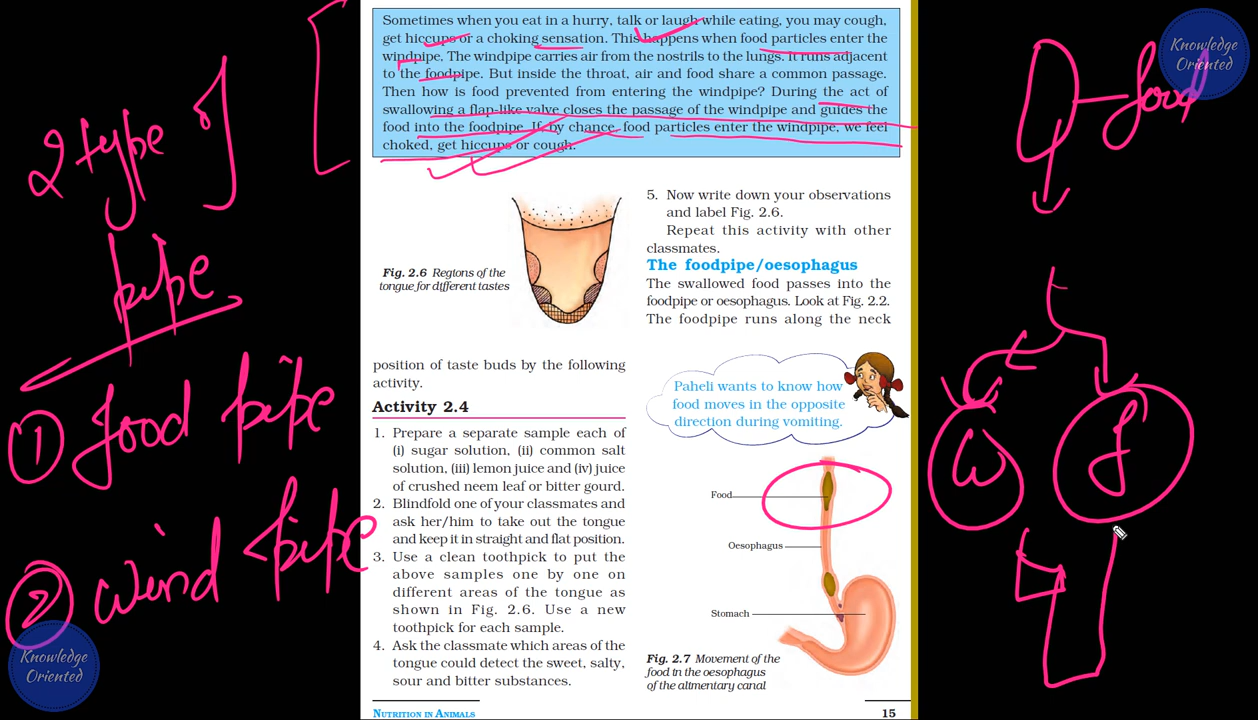 Sometimes when you eat in a hurry, talk or laugh while eating, you may cough,
get hiccups or a choking sensation. This happens when food particles enter the
windpipe. The windpipe carries air from the nostrils to the lungs. It runs adjacent
to the foodpipe. But inside the throat, air and food share a common passage.
Then how is food prevented from entering the windpipe? During the act of
swallowing a flap-like valve closes the passage of the windpipe and guides the
food into the foodpipe. If, by chance, food particles enter the windpipe, we feel
choked, get hiccups or cough.
Fig. 2.6 Regions of the
tongue for different tastes
position of taste buds by the following
activity.
Activity 2.4
1. Prepare a separate sample each of
(i) sugar solution, (ii) common salt
solution, (iii) lemon juice and (iv) juice
of crushed neem leaf or bitter gourd.
2. Blindfold one of your classmates and
ask her/him to take out the tongue
and keep it in straight and flat position.
3. Use a clean toothpick to put the
above samples one by one on
different areas of the tongue as
shown in Fig. 2.6. Use a new
toothpick for each sample.
4. Ask the classmate which areas of the
tongue could detect the sweet, salty,
sour and bitter substances.
5. Now write down your observations
and label Fig. 2.6.
Repeat this activity with other
classmates.
The foodpipe/oesophagus
The swallowed food passes into the
foodpipe or oesophagus. Look at Fig. 2.2.
The foodpipe runs along the neck
Paheli wants to know how
food moves in the opposite
direction during vomiting.
Food
Oesophagus
Stomach
Fig. 2.7 Movement of the
food in the oesophagus
of the alimentary canal
NUTRITION IN ANIMALS
15
2 type of
pipe
1 food pipe
2 wind pipe
food
w
f
Knowledge
Oriented
Knowledge
Oriented